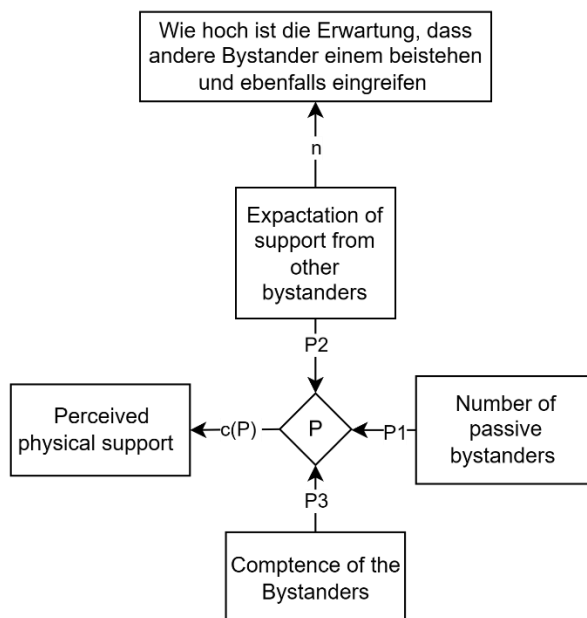 Wie hoch ist die Erwartung, dass
andere Bystander einem beistehen
und ebenfalls eingreifen
n
Expactation of
support from
other
bystanders
P2
Perceived
physical support
c(P)
P
P1
Number of
passive
bystanders
P3
Comptence of the
Bystanders